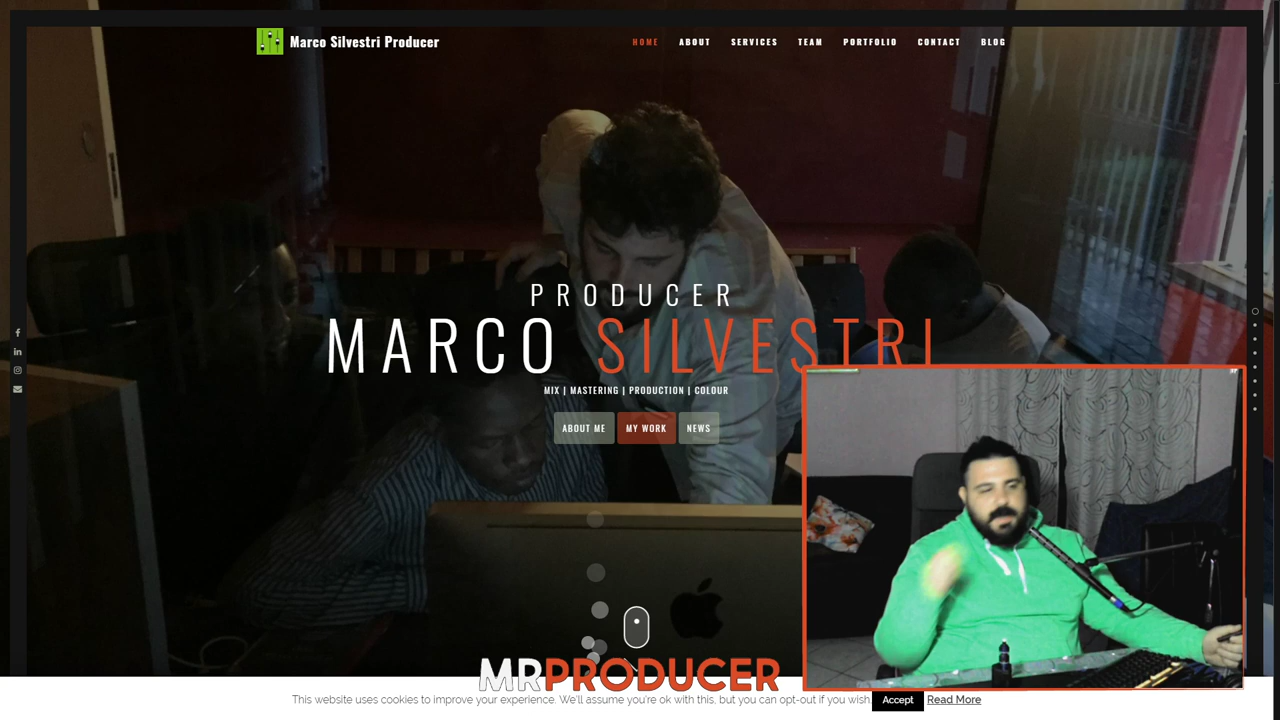 Marco Silvestri Producer
HOME ABOUT SERVICES TEAM PORTFOLIO CONTACT BLOG
PRODUCER
MARCO SILVESTRI
MIX | MASTERING | PRODUCTION | COLOUR
ABOUT ME MY WORK NEWS
MRPRODUCER
This website uses cookies to improve your experience. We'll assume you're ok with this, but you can opt-out if you wish. Accept Read More